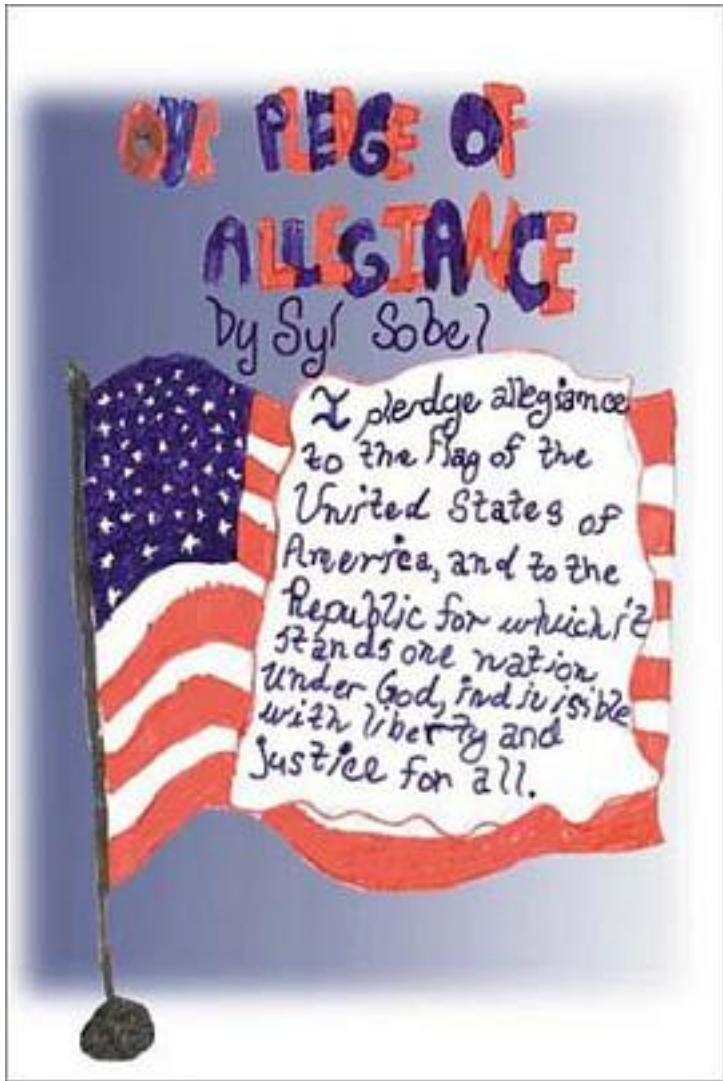 OUR PLEDGE OF
ALLEGIANCE
by Syl Sobel
I pledge allegiance
to the flag of the
United States of
America, and to the
Republic for which it
stands one nation
Under God, indivisible
with liberty and
justice for all.